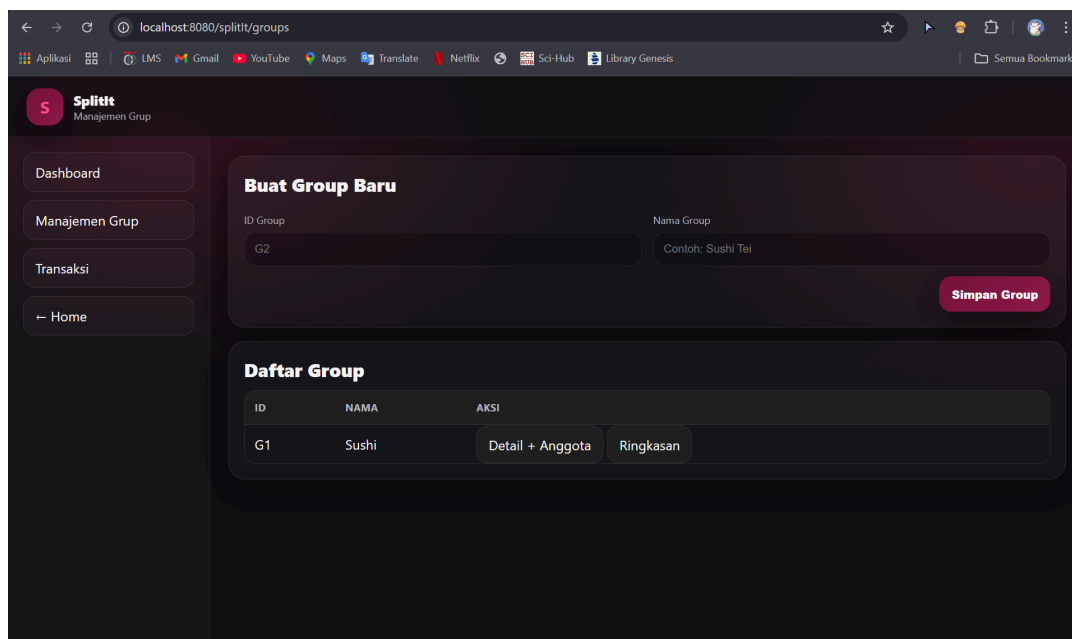 localhost:8080/splitIt/groups
Aplikasi LMS Gmail YouTube Maps Translate Netflix Sci-Hub Library Genesis Semua Bookmark
S
SplitIt
Manajemen Grup
Dashboard
Manajemen Grup
Transaksi
← Home
Buat Group Baru
ID Group Nama Group
G2 Contoh: Sushi Tei
Simpan Group
Daftar Group
ID NAMA AKSI
G1 Sushi Detail + Anggota Ringkasan